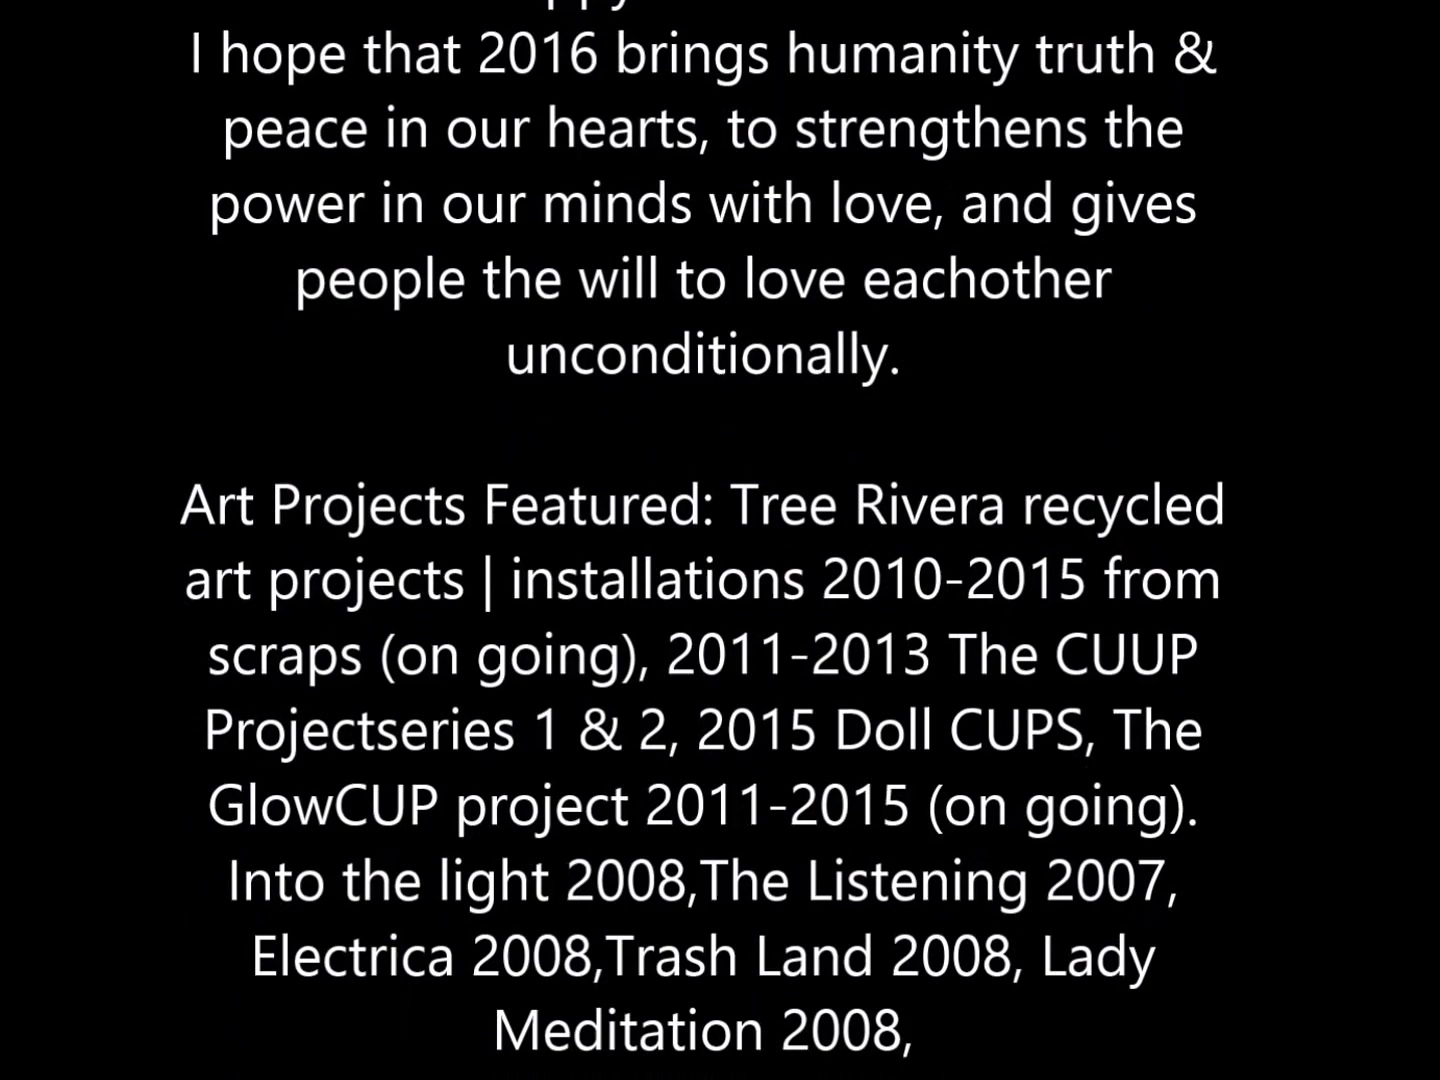 I hope that 2016 brings humanity truth &
peace in our hearts, to strengthens the
power in our minds with love, and gives
people the will to love eachother
unconditionally.
Art Projects Featured: Tree Rivera recycled
art projects | installations 2010-2015 from
scraps (on going), 2011-2013 The CUUP
Projectseries 1 & 2, 2015 Doll CUPS, The
GlowCUP project 2011-2015 (on going).
Into the light 2008,The Listening 2007,
Electrica 2008,Trash Land 2008, Lady
Meditation 2008,